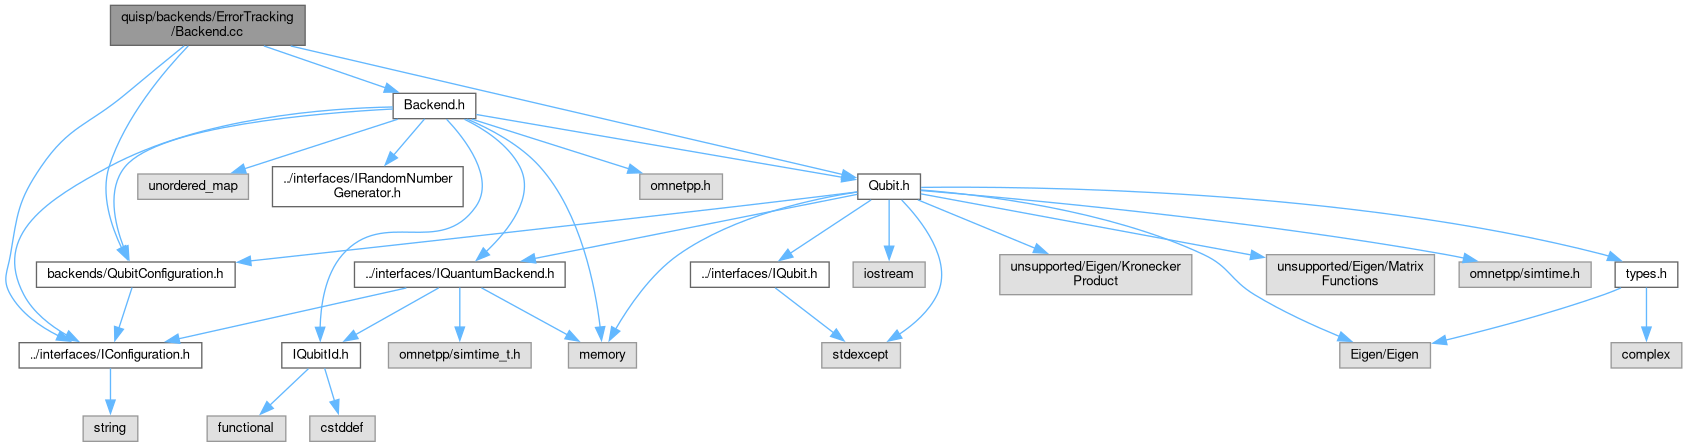 quisp/backends/ErrorTracking
/Backend.cc
Backend.h
unordered_map
../interfaces/IRandomNumber
Generator.h
omnetpp.h
Qubit.h
backends/QubitConfiguration.h
../interfaces/IQuantumBackend.h
../interfaces/IQubit.h
iostream
unsupported/Eigen/Kronecker
Product
unsupported/Eigen/Matrix
Functions
omnetpp/simtime.h
types.h
../interfaces/IConfiguration.h
IQubitId.h
omnetpp/simtime_t.h
memory
stdexcept
Eigen/Eigen
complex
string
functional
cstddef